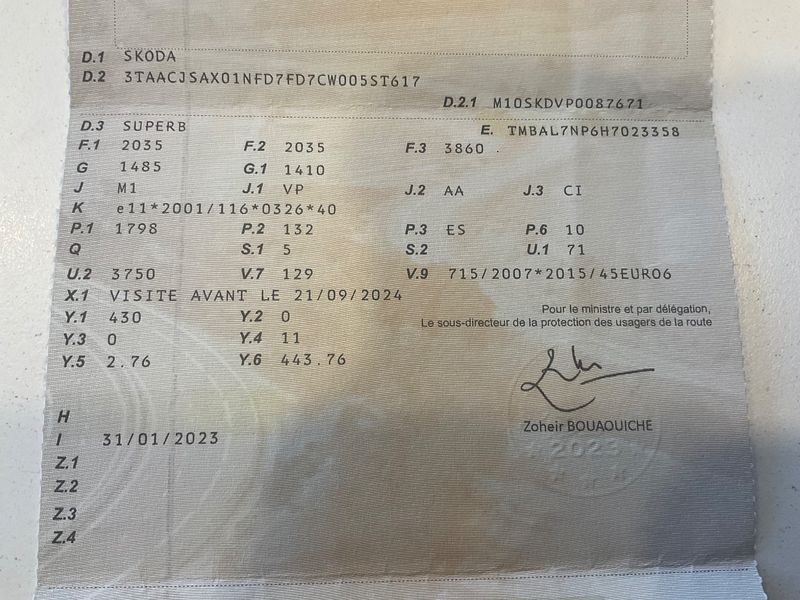 D.1 SKODA
D.2 3TAACJSAX01NFD7FD7CW005ST617
D.2.1 M10SKDVP0087671
D.3 SUPERB E. TMBAL7NP6H7023358
F.1 2035 F.2 2035 F.3 3860
G 1485 G.1 1410
J M1 J.1 VP J.2 AA J.3 CI
K e11*2001/116*0326*40
P.1 1798 P.2 132 P.3 ES P.6 10
Q S.1 5 S.2 U.1 71
U.2 3750 V.7 129 V.9 715/2007*2015/45EURO6
X.1 VISITE AVANT LE 21/09/2024
Y.1 430 Y.2 0
Pour le ministre et par délégation,
Le sous-directeur de la protection des usagers de la route
Y.3 0 Y.4 11
Y.5 2.76 Y.6 443.76
H
Zoheir BOUAOUICHE
I 31/01/2023
2023
Z.1
Z.2
Z.3
Z.4